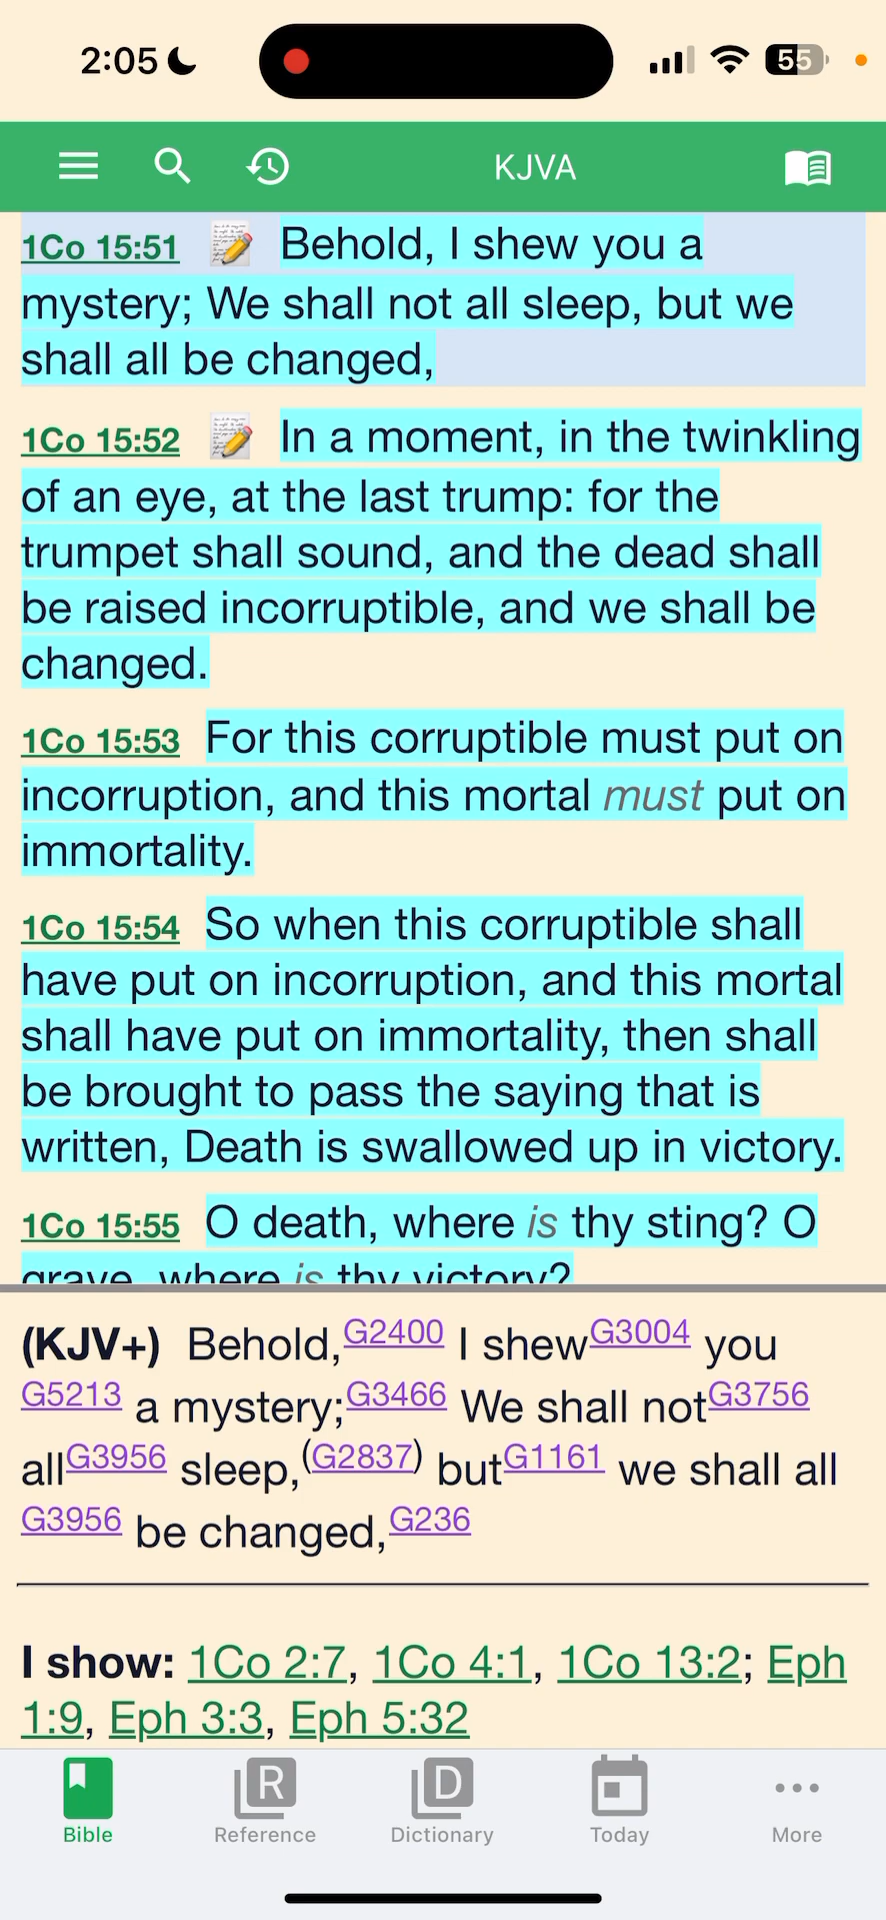 2:05
55
KJVA
1Co 15:51 Behold, I shew you a
mystery; We shall not all sleep, but we
shall all be changed,
1Co 15:52 In a moment, in the twinkling
of an eye, at the last trump: for the
trumpet shall sound, and the dead shall
be raised incorruptible, and we shall be
changed.
1Co 15:53 For this corruptible must put on
incorruption, and this mortal must put on
immortality.
1Co 15:54 So when this corruptible shall
have put on incorruption, and this mortal
shall have put on immortality, then shall
be brought to pass the saying that is
written, Death is swallowed up in victory.
1Co 15:55 O death, where is thy sting? O
grave, where is thy victory?
(KJV+) Behold,G2400 I shewG3004 you
G5213 a mystery;G3466 We shall notG3756
allG3956 sleep,(G2837) butG1161 we shall all
G3956 be changed,G236
I show: 1Co 2:7, 1Co 4:1, 1Co 13:2; Eph
1:9, Eph 3:3, Eph 5:32
R
D
Bible
Reference
Dictionary
Today
More